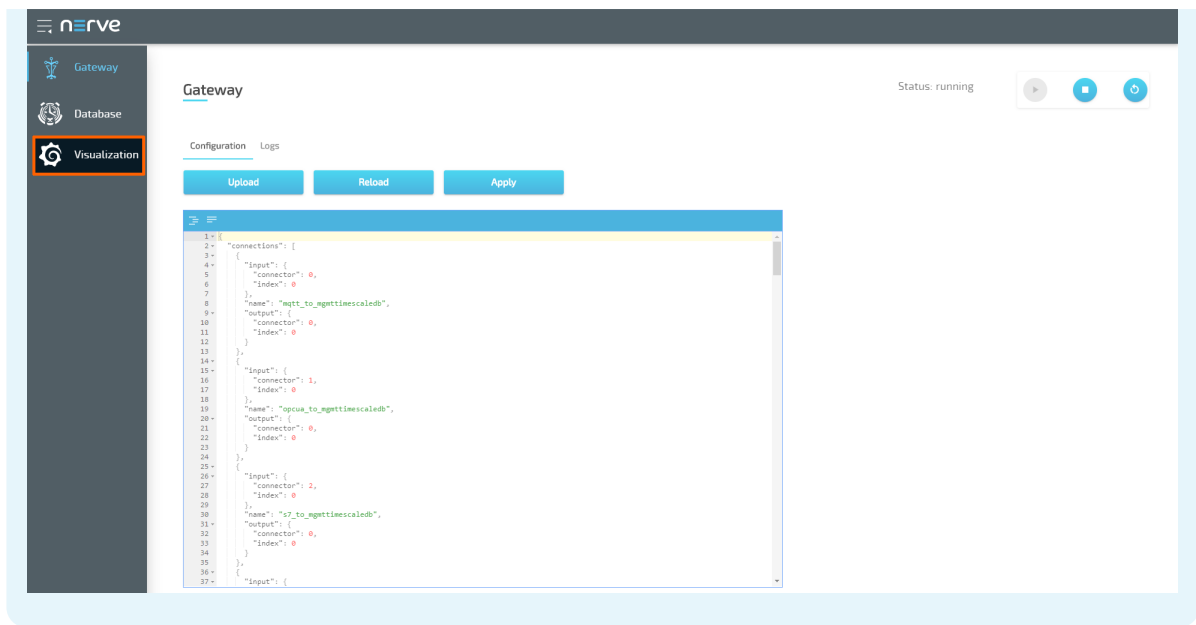 nerve
Gateway
Database
Visualization
Gateway
Status: running
Configuration Logs
Upload Reload Apply
1 {
2 "connections": [
3 {
4 "input": {
5 "connector": 0,
6 "index": 0
7 },
8 "name": "mqtt_to_mgmttimescaledb",
9 "output": {
10 "connector": 0,
11 "index": 0
12 }
13 },
14 {
15 "input": {
16 "connector": 1,
17 "index": 0
18 },
19 "name": "opcua_to_mgmttimescaledb",
20 "output": {
21 "connector": 0,
22 "index": 0
23 }
24 },
25 {
26 "input": {
27 "connector": 2,
28 "index": 0
29 },
30 "name": "s7_to_mgmttimescaledb",
31 "output": {
32 "connector": 0,
33 "index": 0
34 }
35 },
36 {
37 "input": {